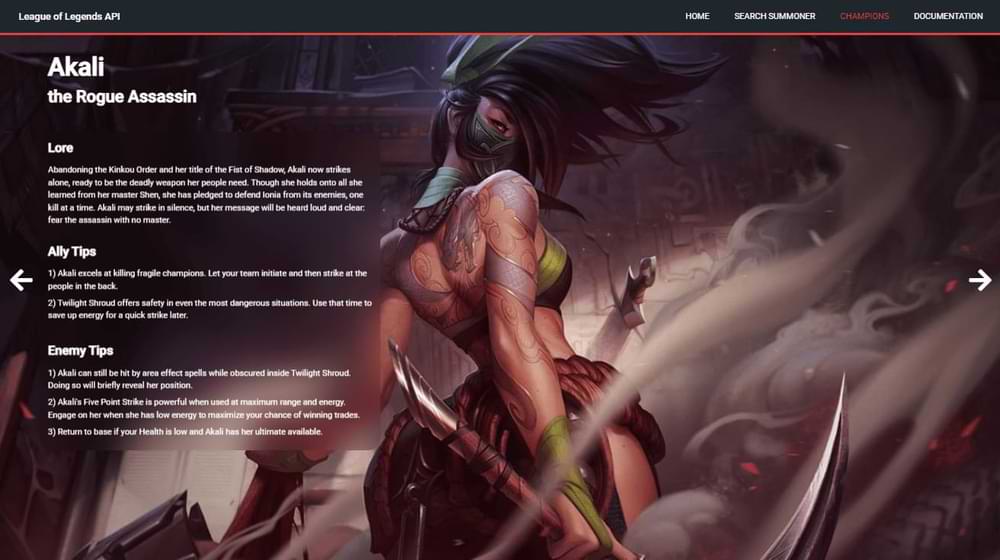 League of Legends API
HOME
SEARCH SUMMONER
CHAMPIONS
DOCUMENTATION
Akali
the Rogue Assassin
Lore
Abandoning the Kinkou Order and her title of the Fist of Shadow, Akali now strikes
alone, ready to be the deadly weapon her people need. Though she holds onto all she
learned from her master Shen, she has pledged to defend Ionia from its enemies, one
kill at a time. Akali may strike in silence, but her message will be heard loud and clear:
fear the assassin with no master.
Ally Tips
1) Akali excels at killing fragile champions. Let your team initiate and then strike at the
people in the back.
2) Twilight Shroud offers safety in even the most dangerous situations. Use that time to
save up energy for a quick strike later.
Enemy Tips
1) Akali can still be hit by area effect spells while obscured inside Twilight Shroud.
Doing so will briefly reveal her position.
2) Akali's Five Point Strike is powerful when used at maximum range and energy.
Engage on her when she has low energy to maximize your chance of winning trades.
3) Return to base if your Health is low and Akali has her ultimate available.